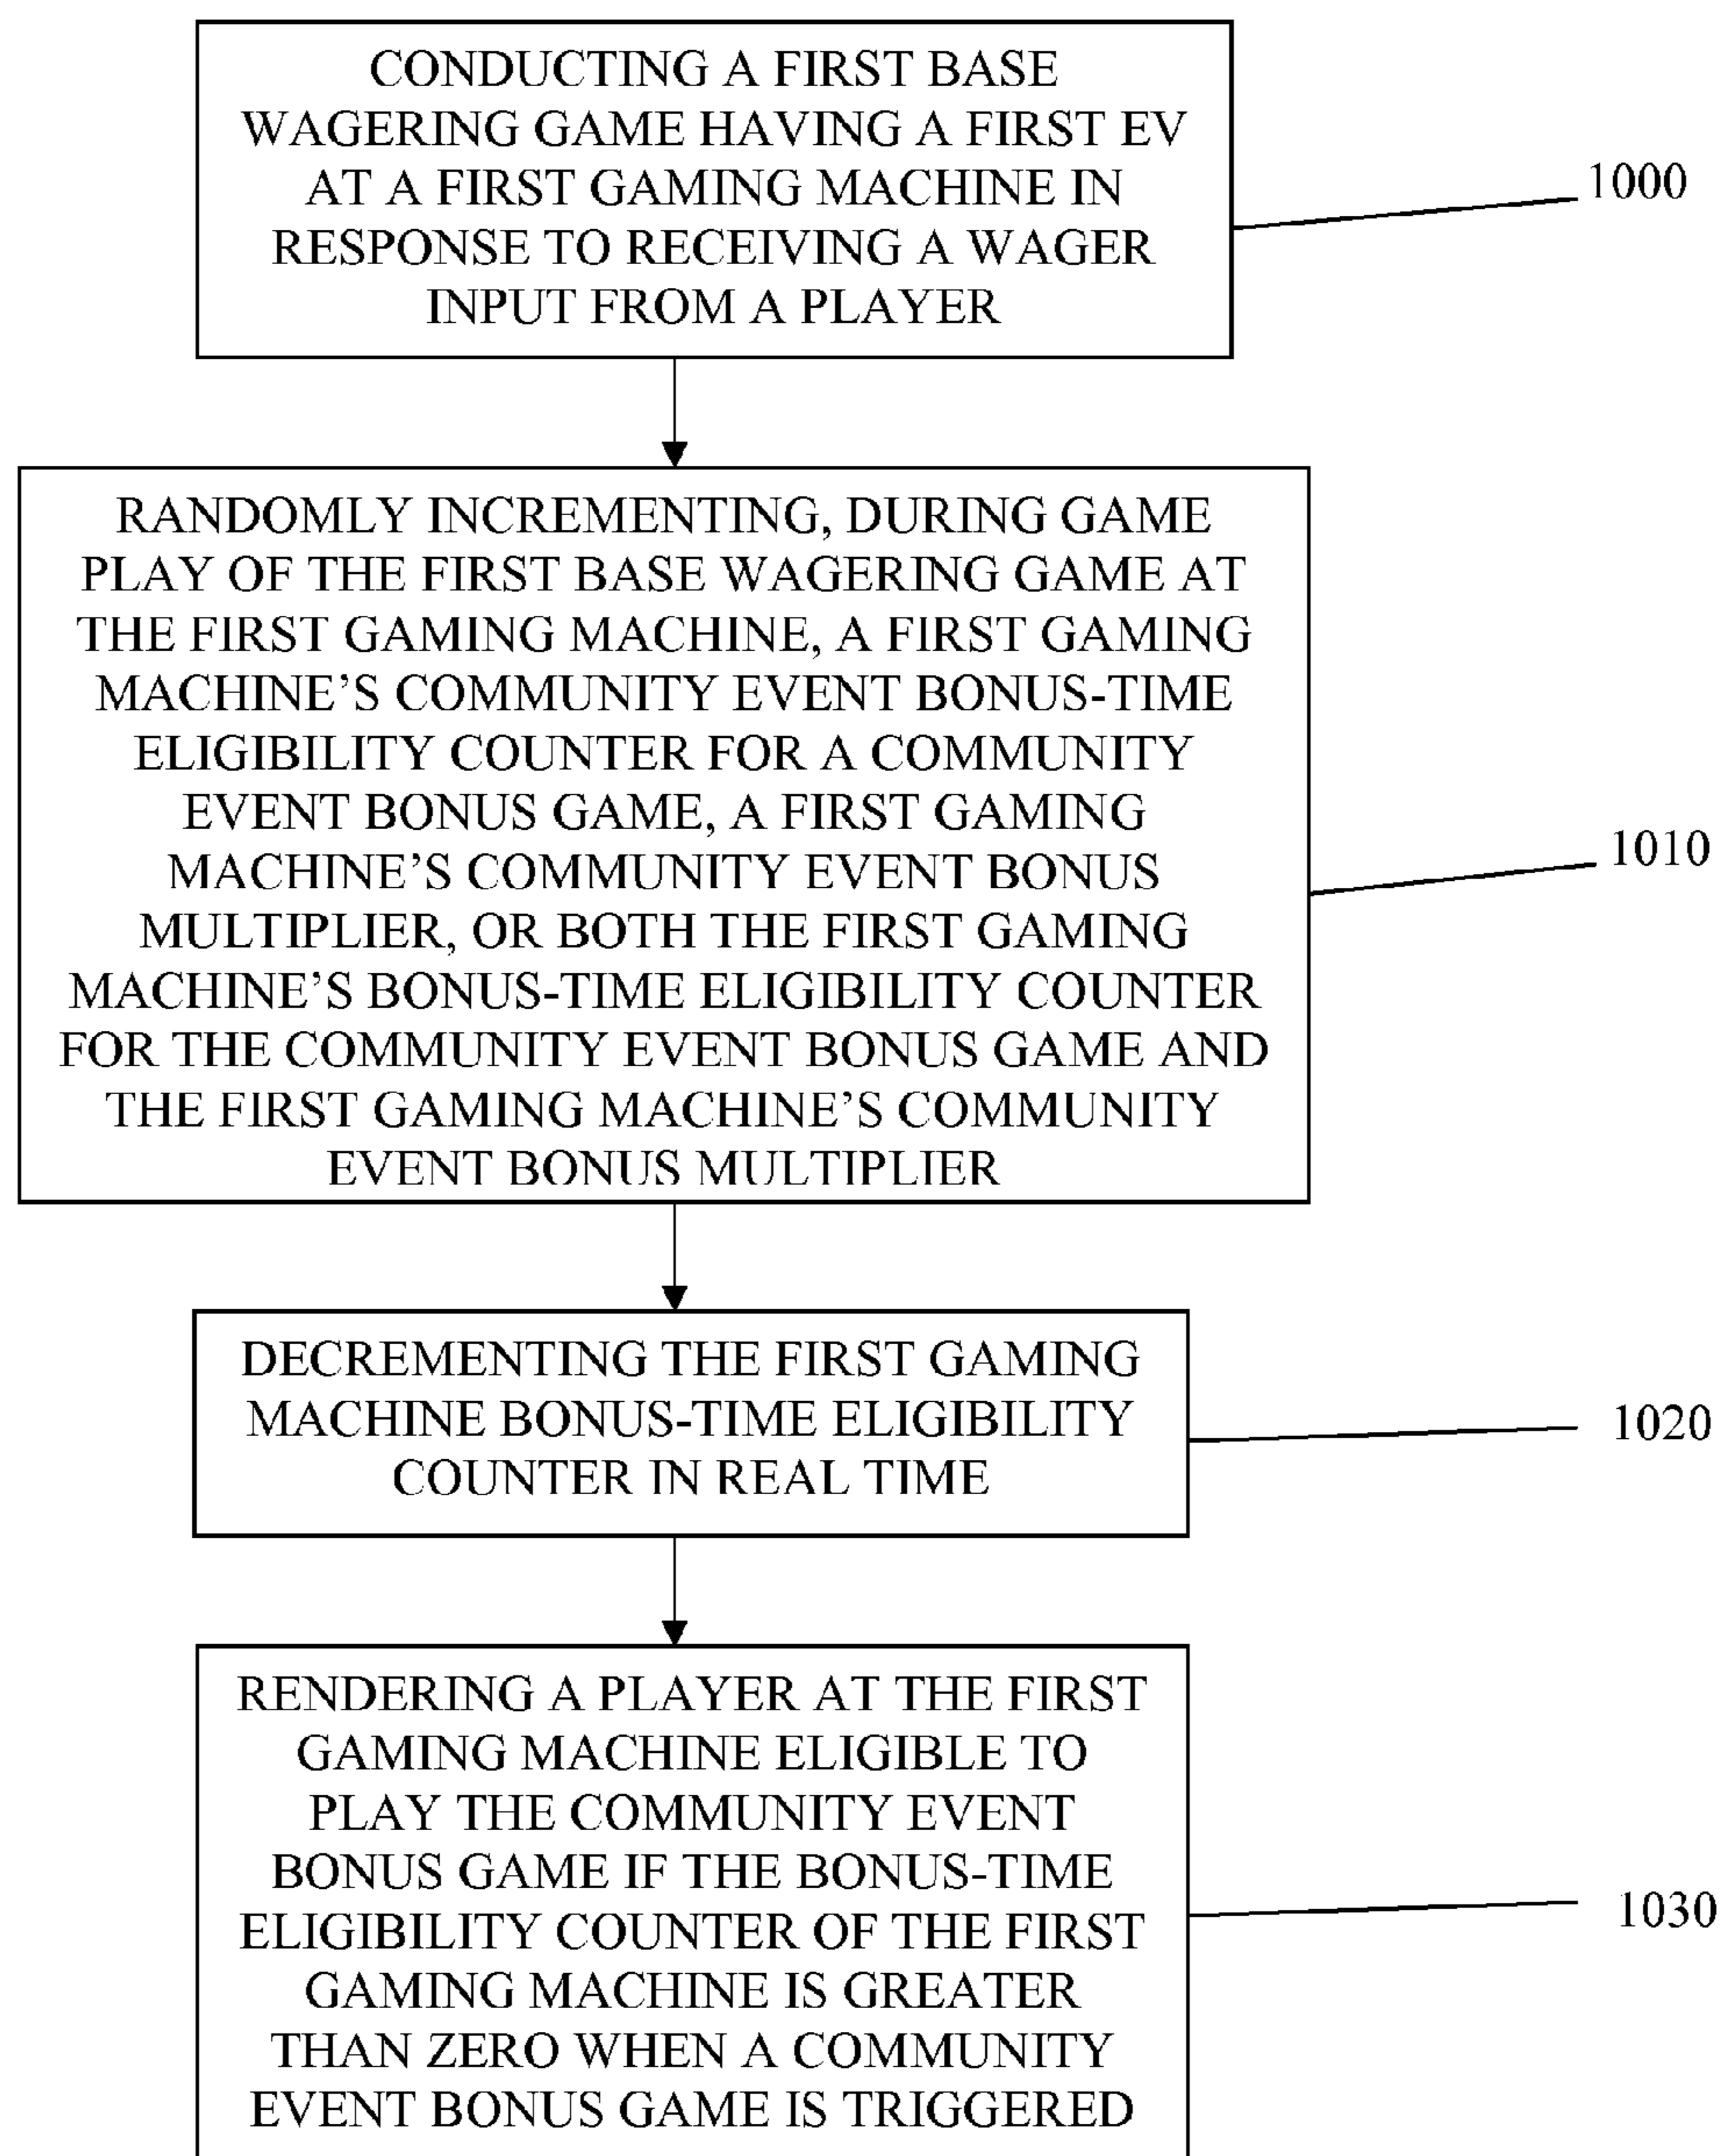 CONDUCTING A FIRST BASE
WAGERING GAME HAVING A FIRST EV
AT A FIRST GAMING MACHINE IN
RESPONSE TO RECEIVING A WAGER
INPUT FROM A PLAYER
1000
RANDOMLY INCREMENTING, DURING GAME
PLAY OF THE FIRST BASE WAGERING GAME AT
THE FIRST GAMING MACHINE, A FIRST GAMING
MACHINE'S COMMUNITY EVENT BONUS-TIME
ELIGIBILITY COUNTER FOR A COMMUNITY
EVENT BONUS GAME, A FIRST GAMING
MACHINE'S COMMUNITY EVENT BONUS
MULTIPLIER, OR BOTH THE FIRST GAMING
MACHINE'S BONUS-TIME ELIGIBILITY COUNTER
FOR THE COMMUNITY EVENT BONUS GAME AND
THE FIRST GAMING MACHINE'S COMMUNITY
EVENT BONUS MULTIPLIER
1010
DECREMENTING THE FIRST GAMING
MACHINE BONUS-TIME ELIGIBILITY
COUNTER IN REAL TIME
1020
RENDERING A PLAYER AT THE FIRST
GAMING MACHINE ELIGIBLE TO
PLAY THE COMMUNITY EVENT
BONUS GAME IF THE BONUS-TIME
ELIGIBILITY COUNTER OF THE FIRST
GAMING MACHINE IS GREATER
THAN ZERO WHEN A COMMUNITY
EVENT BONUS GAME IS TRIGGERED
1030